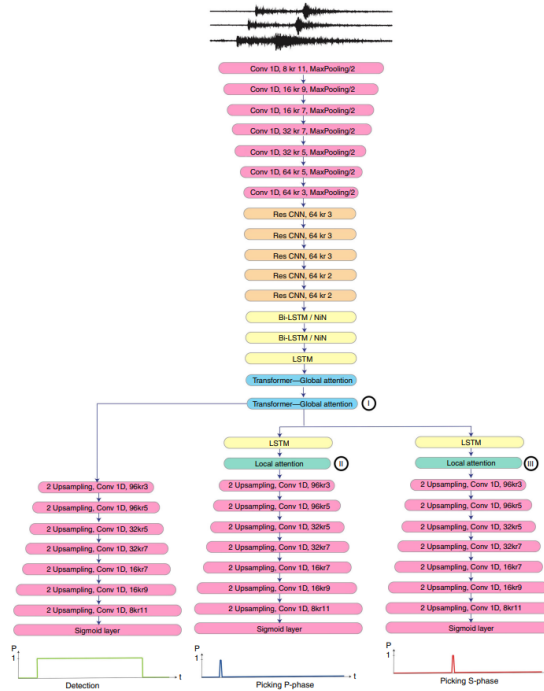 Conv 1D, 8 kr 11, MaxPooling/2
Conv 1D, 16 kr 9, MaxPooling/2
Conv 1D, 16 kr 7, MaxPooling/2
Conv 1D, 32 kr 7, MaxPooling/2
Conv 1D, 32 kr 5, MaxPooling/2
Conv 1D, 64 kr 5, MaxPooling/2
Conv 1D, 64 kr 3, MaxPooling/2
Res CNN, 64 kr 3
Res CNN, 64 kr 3
Res CNN, 64 kr 3
Res CNN, 64 kr 2
Res CNN, 64 kr 2
Bi-LSTM / NiN
Bi-LSTM / NiN
LSTM
Transformer—Global attention
Transformer—Global attention
I
2 Upsampling, Conv 1D, 96kr3
2 Upsampling, Conv 1D, 96kr5
2 Upsampling, Conv 1D, 32kr5
2 Upsampling, Conv 1D, 32kr7
2 Upsampling, Conv 1D, 16kr7
2 Upsampling, Conv 1D, 16kr9
2 Upsampling, Conv 1D, 8kr11
Sigmoid layer
P
1
t
Detection
LSTM
Local attention
II
2 Upsampling, Conv 1D, 96kr3
2 Upsampling, Conv 1D, 96kr5
2 Upsampling, Conv 1D, 32kr5
2 Upsampling, Conv 1D, 32kr7
2 Upsampling, Conv 1D, 16kr7
2 Upsampling, Conv 1D, 16kr9
2 Upsampling, Conv 1D, 8kr11
Sigmoid layer
P
1
t
Picking P-phase
LSTM
Local attention
III
2 Upsampling, Conv 1D, 96kr3
2 Upsampling, Conv 1D, 96kr5
2 Upsampling, Conv 1D, 32kr5
2 Upsampling, Conv 1D, 32kr7
2 Upsampling, Conv 1D, 16kr7
2 Upsampling, Conv 1D, 16kr9
2 Upsampling, Conv 1D, 8kr11
Sigmoid layer
P
1
t
Picking S-phase